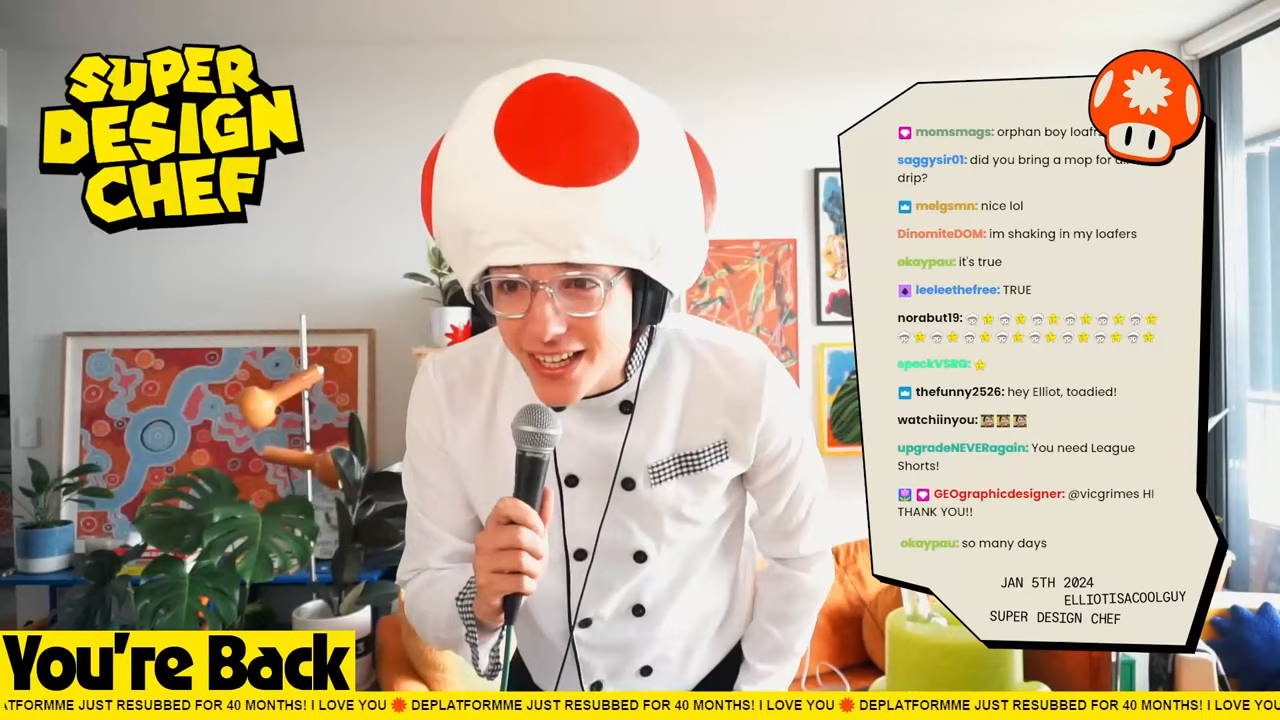 SUPER
DESIGN
CHEF
momsmags: orphan boy
saggysir01: did you bring a mop for
drip?
melgsmn: nice lol
DinomiteDOM: im shaking in my loafers
okaypau: it's true
leeleethefree: TRUE
norabut19:
spockVSRG:
thefunny2526: hey Elliot, toadied!
watchiinyou:
upgradeNEVERagain: You need League
Shorts!
GEOgraphicdesigner: @vicgrimes HI
THANK YOU!!
okaypau: so many days
JAN 5TH 2024
ELLIOTISACOOLGUY
SUPER DESIGN CHEF
You're Back
ATFORMME JUST RESUBBED FOR 40 MONTHS! I LOVE YOU DEPLATFORMME JUST RESUBBED FOR 40 MONTHS! I LOVE YOU DEPLATFORMME JUST RESUBBED FOR 40 MONTHS! I LOVE YOU